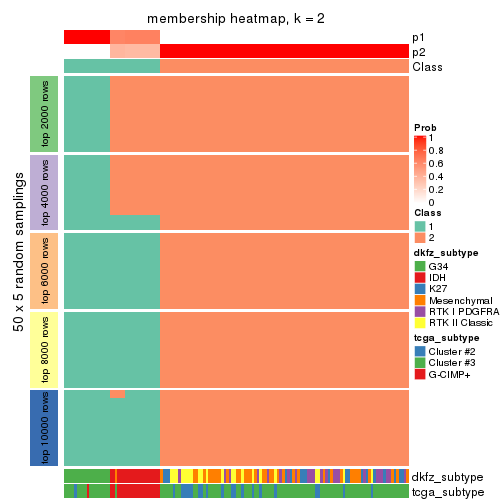 membership heatmap, k = 2
p1
p2
Class
50 x 5 random samplings
top 2000 rows
top 4000 rows
top 6000 rows
top 8000 rows
top 10000 rows
dkfz_subtype
tcga_subtype
Prob
1
0.8
0.6
0.4
0.2
0
Class
1
2
dkfz_subtype
G34
IDH
K27
Mesenchymal
RTK I PDGFRA
RTK II Classic
tcga_subtype
Cluster #2
Cluster #3
G-CIMP+